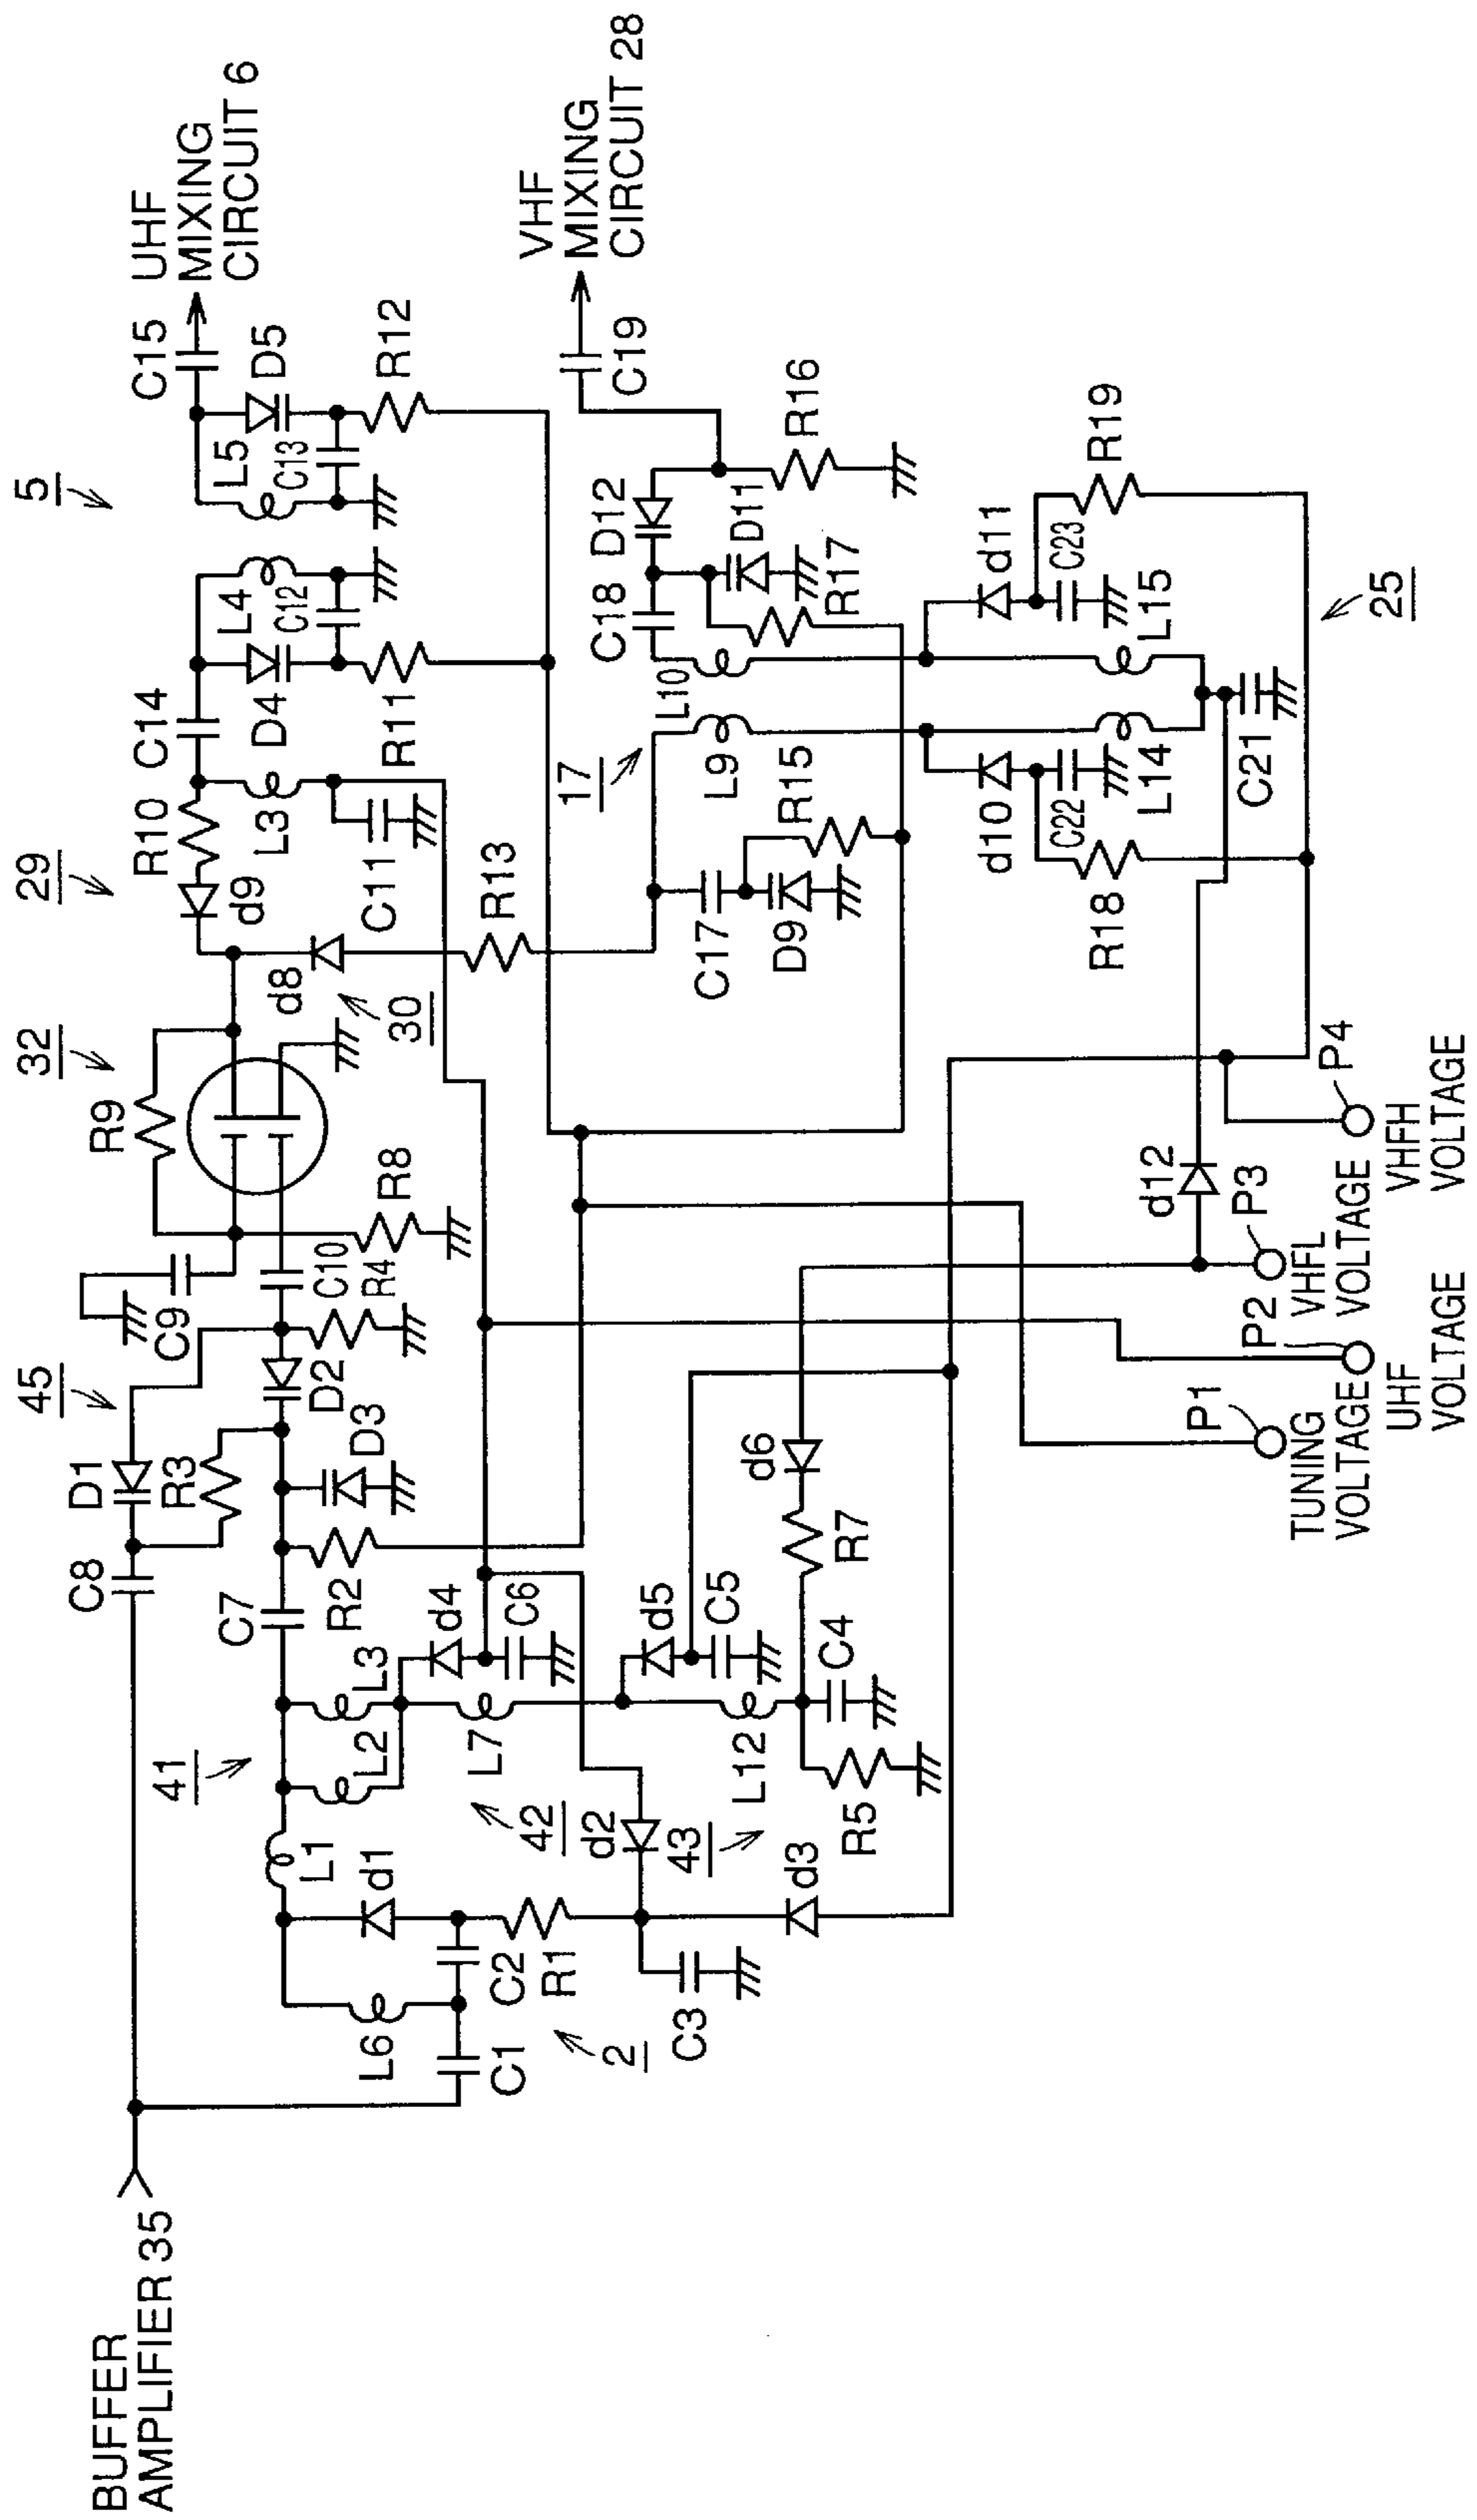 BUFFER
AMPLIFIER 35
C8
D1
R3
45
C9
R9
32
29
R10
C14
5
C15
UHF
MIXING
CIRCUIT 6
L6
C1
2
C2
R1
C3
d1
L1
41
L2
L3
C7
R2
D3
D2
C10
R4
R8
d8
30
d9
L3
C11
D4
R11
L4
C12
L5
C13
D5
R12
R13
VHF
MIXING
CIRCUIT 28
C19
d2
42
L7
d4
C6
d3
43
L12
d5
C5
R5
C4
R7
d6
17
L9
L10
C17
D9
R15
C18
D12
D11
R17
R16
d10
C22
R18
L14
L15
d11
C23
R19
C21
25
d12
P1
TUNING
VOLTAGE
P2
UHF
VOLTAGE
P3
VHFL
VOLTAGE
P4
VHFH
VOLTAGE